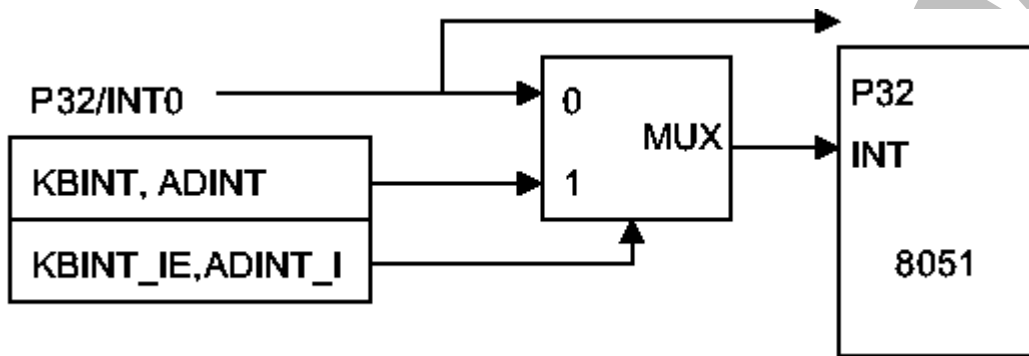 P32/INT0
KBINT, ADINT
KBINT_IE,ADINT_I
0
MUX
1
P32
INT
8051